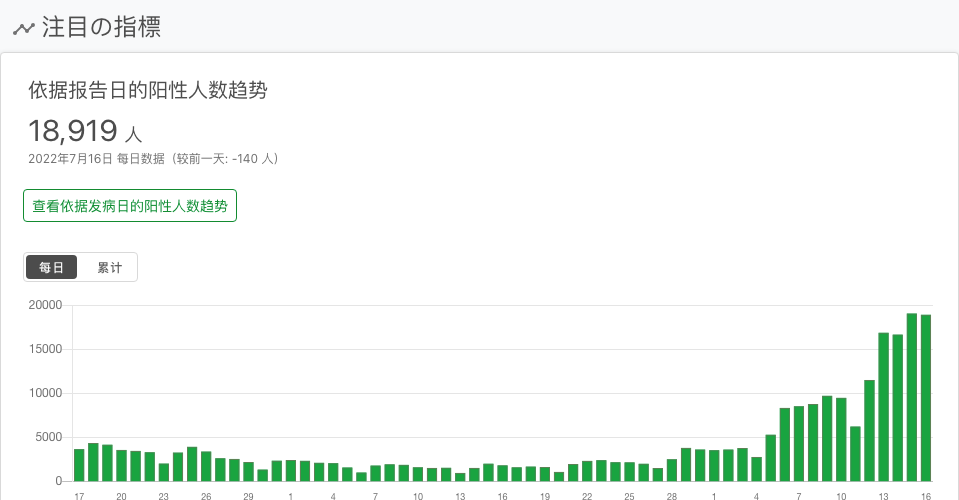 注目の指標
依据报告日的阳性人数趋势
18,919 人
2022年7月16日 每日数据（较前一天: -140 人）
查看依据发病日的阳性人数趋势
每日 累计
20000
15000
10000
5000
0
17 20 23 26 29 1 4 7 10 13 16 19 22 25 28 1 4 7 10 13 16